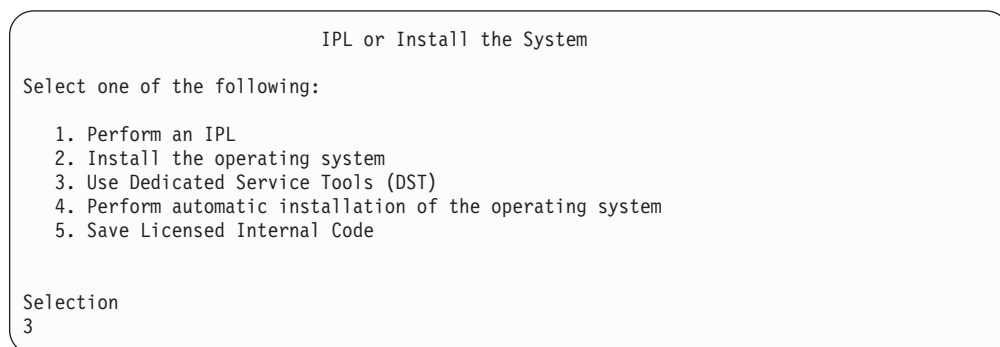 IPL or Install the System
Select one of the following:
1. Perform an IPL
2. Install the operating system
3. Use Dedicated Service Tools (DST)
4. Perform automatic installation of the operating system
5. Save Licensed Internal Code
Selection
3